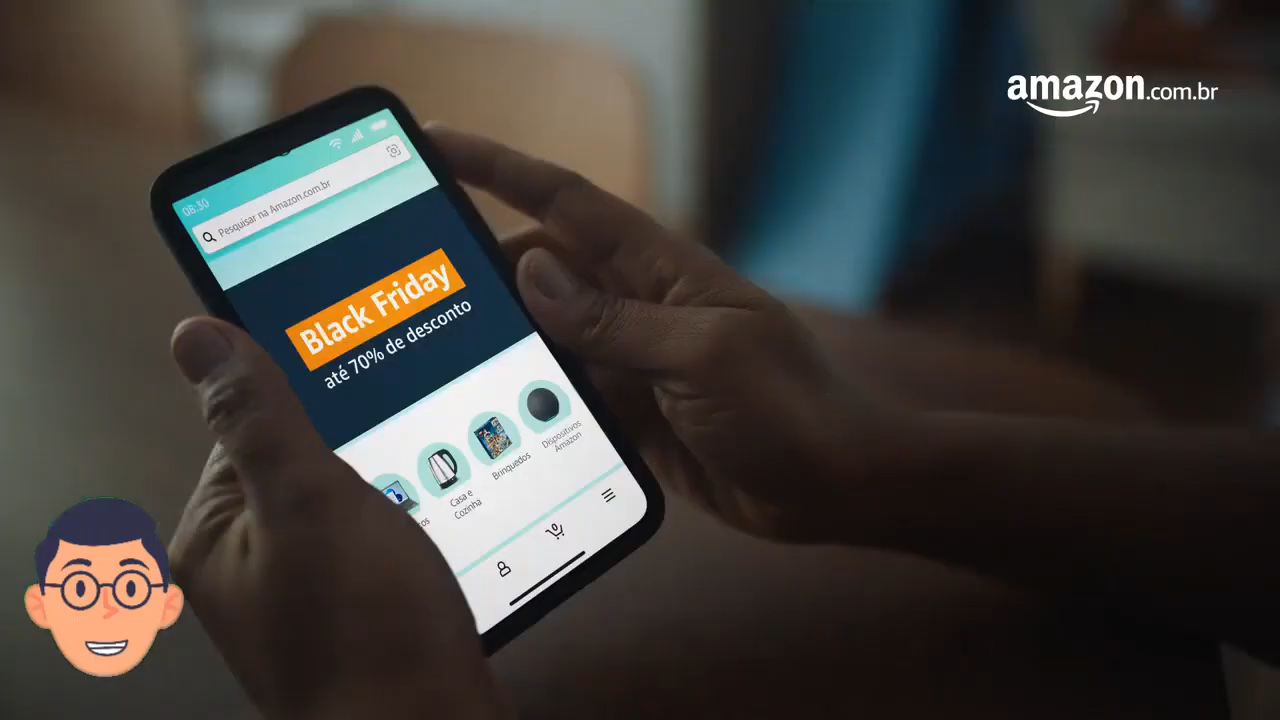 amazon.com.br
08:30
Pesquisar na Amazon.com.br
Black Friday
até 70% de desconto
Casa e
Cozinha
Brinquedos
Dispositivos
Amazon
0